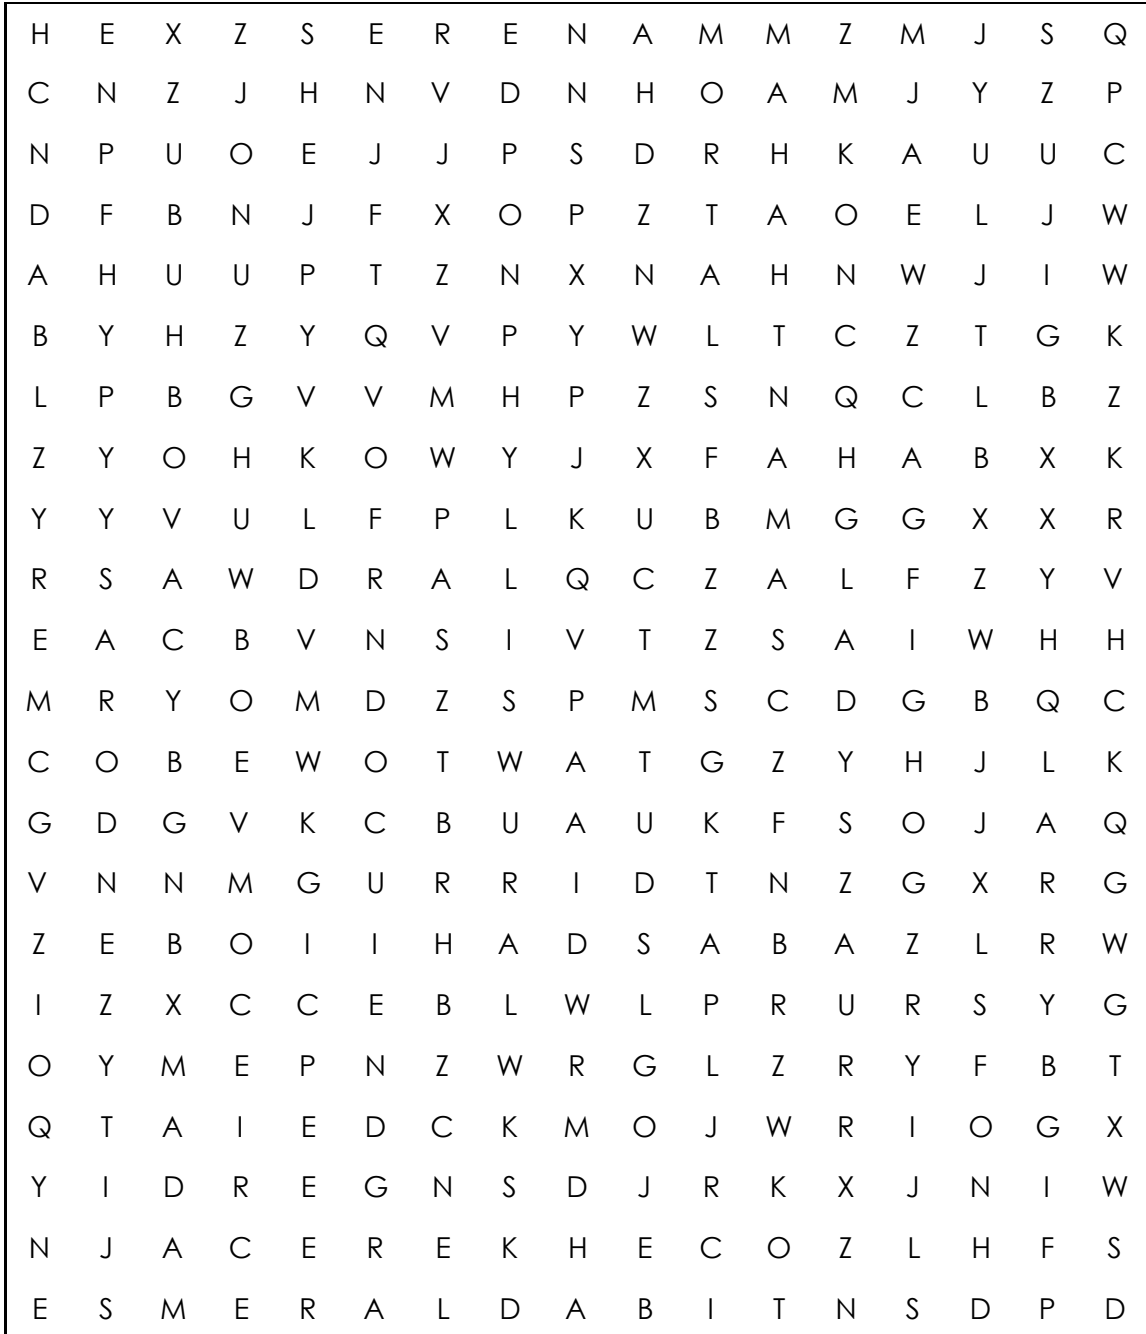 H E X Z S E R E N A M M Z M J S Q
C N Z J H N V D N H O A M J Y Z P
N P U O E J J P S D R H K A U U C
D F B N J F X O P Z T A O E L J W
A H U U P T Z N X N A H N W J I W
B Y H Z Y Q V P Y W L T C Z T G K
L P B G V V M H P Z S N Q C L B Z
Z Y O H K O W Y J X F A H A B X K
Y Y V U L F P L K U B M G G X X R
R S A W D R A L Q C Z A L F Z Y V
E A C B V N S I V T Z S A I W H H
M R Y O M D Z S P M S C D G B Q C
C O B E W O T W A T G Z Y H J L K
G D G V K C B U A U K F S O J A Q
V N N M G U R R I D T N Z G X R G
Z E B O I I H A D S A B A Z L R W
I Z X C C E B L W L P R U R S Y G
O Y M E P N Z W R G L Z R Y F B T
Q T A I E D C K M O J W R I O G X
Y I D R E G N S D J R K X J N I W
N J A C E R E K H E C O Z L H F S
E S M E R A L D A B I T N S D P D